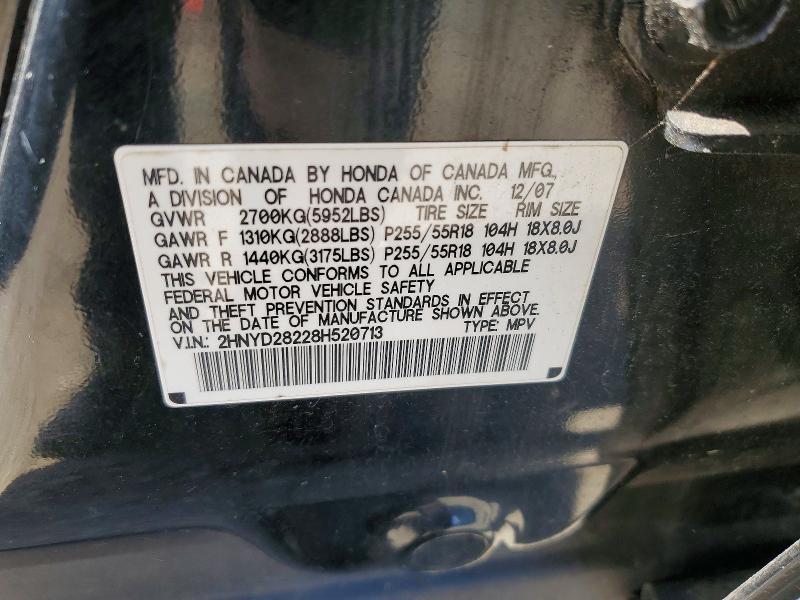 MFD. IN CANADA BY HONDA OF CANADA MFG.,
A DIVISION OF HONDA CANADA INC. 12/07
GVWR 2700KG(5952LBS) TIRE SIZE RIM SIZE
GAWR F 1310KG(2888LBS) P255/55R18 104H 18X8.0J
GAWR R 1440KG(3175LBS) P255/55R18 104H 18X8.0J
THIS VEHICLE CONFORMS TO ALL APPLICABLE
FEDERAL MOTOR VEHICLE SAFETY
AND THEFT PREVENTION STANDARDS IN EFFECT
ON THE DATE OF MANUFACTURE SHOWN ABOVE.
V.I.N.: 2HNYD28228H520713 TYPE: MPV